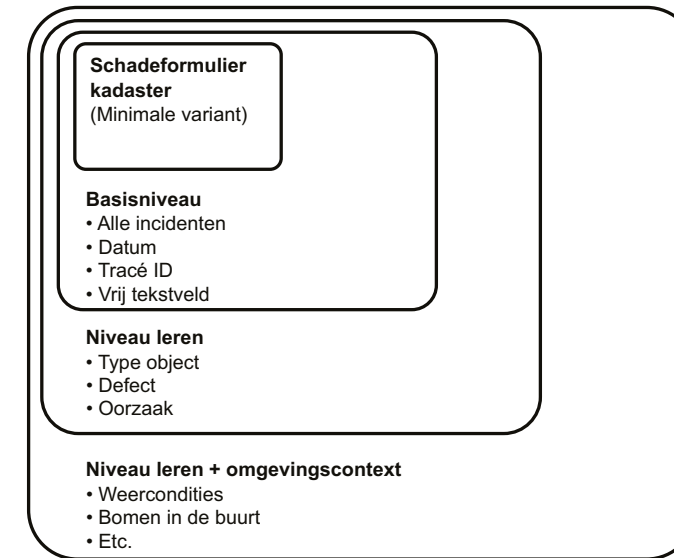 Schadeformulier
kadaster
(Minimale variant)
Basisniveau
• Alle incidenten
• Datum
• Tracé ID
• Vrij tekstveld
Niveau leren
• Type object
• Defect
• Oorzaak
Niveau leren + omgevingscontext
• Weercondities
• Bomen in de buurt
• Etc.